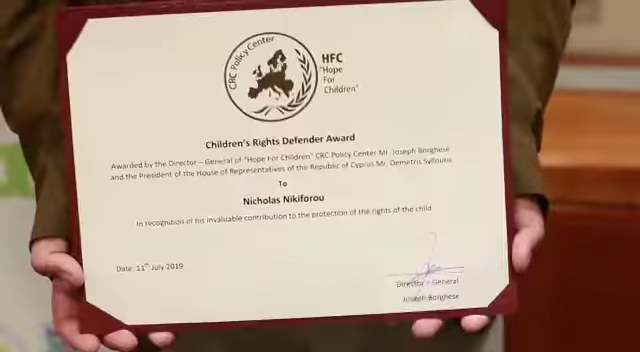 CRC Policy Center
HFC
"Hope
For
Children"
Children's Rights Defender Award
Awarded by the Director – General of "Hope For Children" CRC Policy Center Mr. Joseph Borghese
and the President of the House of Representatives of the Republic of Cyprus Mr. Demetris Syllouris
To
Nicholas Nikiforou
In recognition of his invaluable contribution to the protection of the rights of the child
Date: 11th July 2019
Director – General
Joseph Borghese